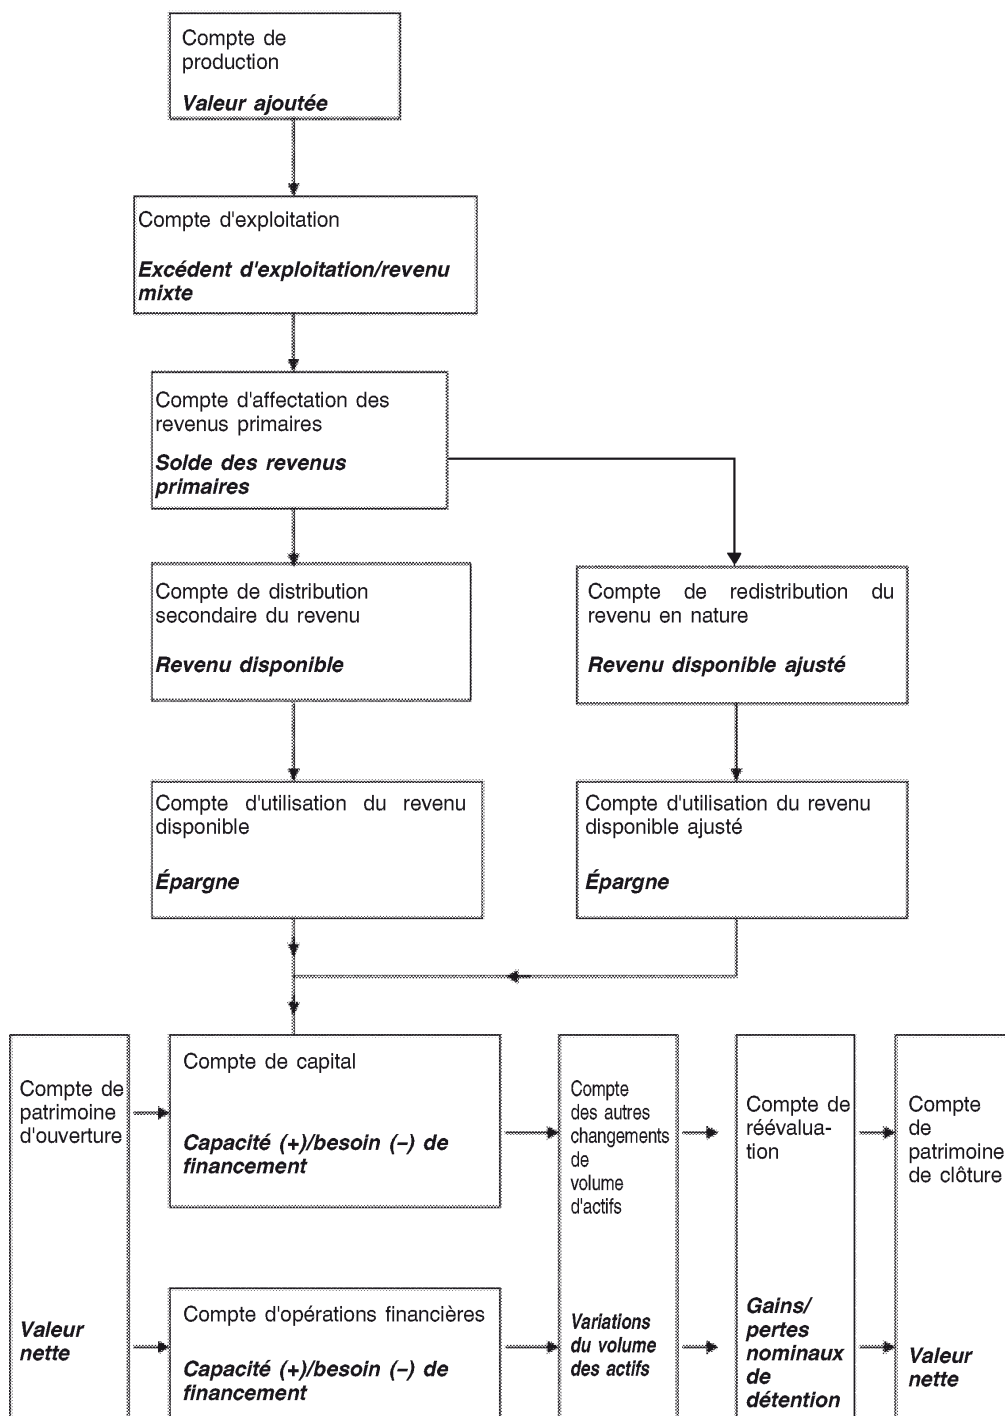 Compte de
production
Valeur ajoutée
Compte d'exploitation
Excédent d'exploitation/revenu
mixte
Compte d'affectation des
revenus primaires
Solde des revenus
primaires
Compte de distribution
secondaire du revenu
Revenu disponible
Compte de redistribution du
revenu en nature
Revenu disponible ajusté
Compte d'utilisation du revenu
disponible
Épargne
Compte d'utilisation du revenu
disponible ajusté
Épargne
Compte de
patrimoine
d'ouverture
Valeur
nette
Compte de capital
Capacité (+)/besoin (–) de
financement
Compte d'opérations financières
Capacité (+)/besoin (–) de
financement
Compte
des autres
changements
de
volume
d'actifs
Variations
du volume
des actifs
Compte de
réévalua-
tion
Gains/
pertes
nominaux
de
détention
Compte
de
patrimoine
de clôture
Valeur
nette